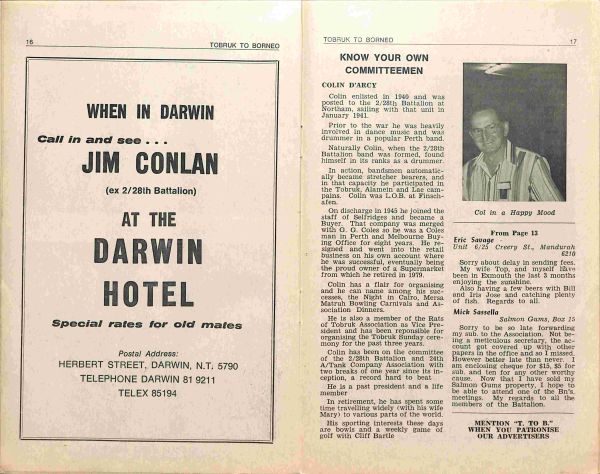 16
TOBRUK TO BORNEO
WHEN IN DARWIN
Call in and see . . .
JIM CONLAN
(ex 2/28th Battalion)
AT THE
DARWIN
HOTEL
Special rates for old mates
Postal Address:
HERBERT STREET, DARWIN, N.T. 5790
TELEPHONE DARWIN 81 9211
TELEX 85194
TOBRUK TO BORNEO
17
KNOW YOUR OWN
COMMITTEEMEN
COLIN D'ARCY
Colin enlisted in 1940 and was
posted to the 2/28th Battalion at
Northam, sailing with that unit in
January 1941.
Prior to the war he was heavily
involved in dance music and was
drummer in a popular Perth band.
Naturally Colin, when the 2/28th
Battalion band was formed, found
himself in its ranks as a drummer.
In action, bandsmen automatic-
ally became stretcher bearers, and
in that capacity he participated in
the Tobruk, Alamein and Lae cam-
paigns. Colin was L.O.B. at Finsch-
afen.
On discharge in 1945 he joined the
staff of Selfridges and became a
Buyer. That company was merged
with G. G. Coles so he was a Coles
man in Perth and Melbourne Buy-
ing Office for eight years. He re-
signed and went into the retail
business on his own account where
he was successful, eventually being
the proud owner of a Supermarket
from which he retired in 1979.
Colin has a flair for organising
and he can name among his suc-
cesses, the Night in Cairo, Mersa
Matruh Bowling Carnivals and As-
sociation Dinners.
He is also a member of the Rats
of Tobruk Association as Vice Pre-
sident and has been reponsible for
organising the Tobruk Sunday cere-
mony for the past three years.
Colin has been on the committee
of the 2/28th Battalion and 24th
A/Tank Company Association with
two breaks of one year since its in-
ception, a record hard to beat
He is a past president and a life
member
In retirement, he has spent some
time travelling widely (with his wife
Mary) to various parts of the world.
His sporting interests these days
are bowls and a weekly game of
golf with Cliff Bartle
Col in a Happy Mood
From Page 13
Eric Savage
Unit 6/25 Creery St., Mandurah
6210
Sorry about delay in sending fees.
My wife Top, and myself have
been in Exmouth the last 3 months
enjoying the sunshine.
Also having a few beers with Bill
and Iris Jose and catching plenty
of fish. Regards to all.
Mick Sassella
Salmon Gums, Box 15
Sorry to be so late forwarding
my sub. to the Association. Not be-
ing a meticulous secretary, the ac-
count got covered up with other
papers in the office and so I missed.
However better late than never. I
am enclosing cheque for $15, $5 for
sub. and ten for any other worthy
cause. Now that I have sold my
Salmon Gums property, I hope to
be able to attend one of the Bn's.
meetings. My regards to all the
members of the Battalion.
MENTION "T. TO B."
WHEN YOU PATRONISE
OUR ADVERTISERS